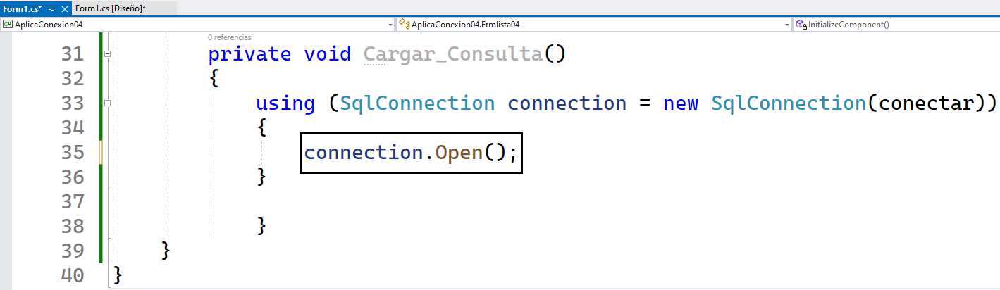 Form1.cs* Form1.cs [Diseño]*
AplicaConexion04 AplicaConexion04.Frmlista04 InitializeComponent()
0 referencias
31 private void Cargar_Consulta()
32 {
33 using (SqlConnection connection = new SqlConnection(conectar))
34 {
35 connection.Open();
36 }
37
38 }
39 }
40 }